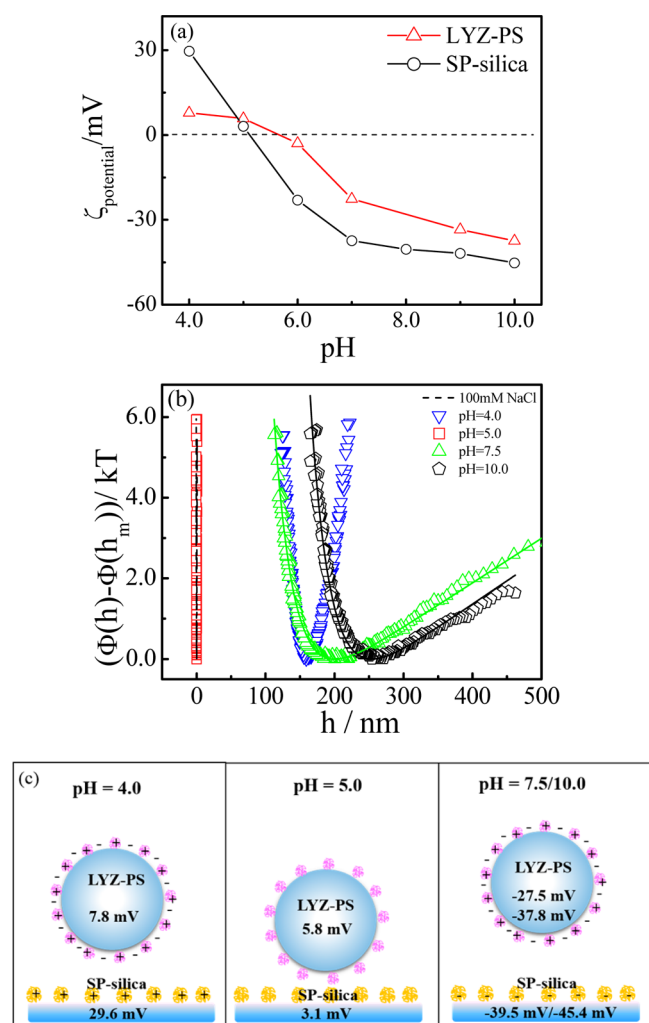 (a)
LYZ-PS
SP-silica
ζpotential/mV
30
0
-30
-60
4.0 6.0 8.0 10.0
pH
(b)
100mM NaCl
pH=4.0
pH=5.0
pH=7.5
pH=10.0
(Φ(h)-Φ(hm))/ kT
6.0
4.0
2.0
0.0
0 100 200 300 400 500
h / nm
(c)
pH = 4.0
LYZ-PS
7.8 mV
SP-silica
29.6 mV
pH = 5.0
LYZ-PS
5.8 mV
SP-silica
3.1 mV
pH = 7.5/10.0
LYZ-PS
-27.5 mV
-37.8 mV
SP-silica
-39.5 mV/-45.4 mV